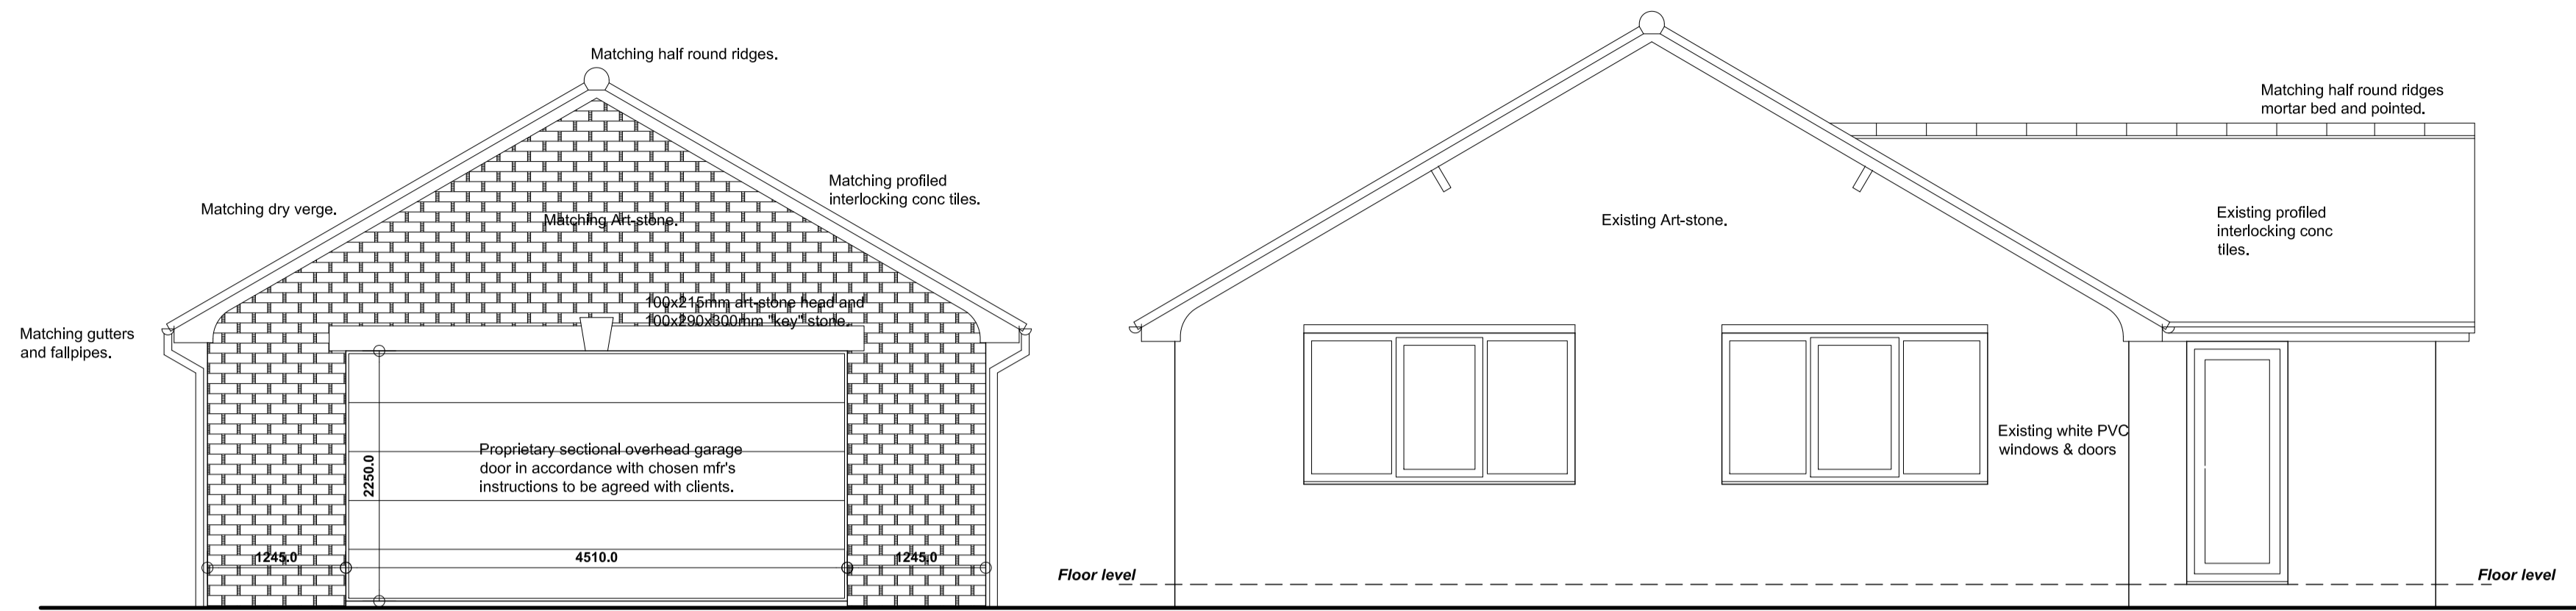 Matching half round ridges.
Matching dry verge.
Matching profiled
interlocking conc tiles.
Matching Art-stone.
100x215mm art-stone head and
100x290x300mm "key" stone.
Matching gutters
and fallpipes.
Proprietary sectional overhead garage
door in accordance with chosen mfr's
instructions to be agreed with clients.
2250.0
1245.0
4510.0
1245.0
Matching half round ridges
mortar bed and pointed.
Existing Art-stone.
Existing profiled
interlocking conc
tiles.
Existing white PVC
windows & doors
Floor level
Floor level